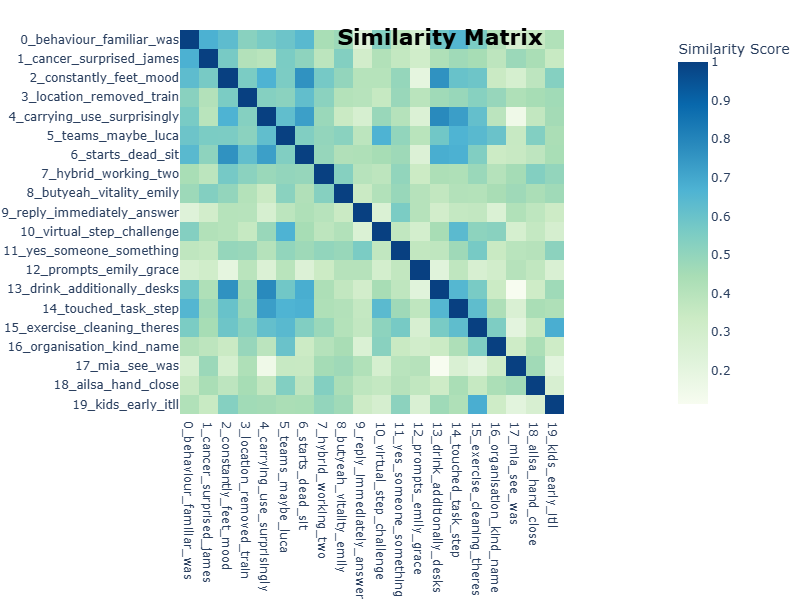 Similarity Matrix
Similarity Score
1
0.9
0.8
0.7
0.6
0.5
0.4
0.3
0.2
0_behaviour_familiar_was
1_cancer_surprised_james
2_constantly_feet_mood
3_location_removed_train
4_carrying_use_surprisingly
5_teams_maybe_luca
6_starts_dead_sit
7_hybrid_working_two
8_butyeah_vitality_emily
9_reply_immediately_answer
10_virtual_step_challenge
11_yes_someone_something
12_prompts_emily_grace
13_drink_additionally_desks
14_touched_task_step
15_exercise_cleaning_theres
16_organisation_kind_name
17_mia_see_was
18_ailsa_hand_close
19_kids_early_itll
0_behaviour_familiar_was
1_cancer_surprised_james
2_constantly_feet_mood
3_location_removed_train
4_carrying_use_surprisingly
5_teams_maybe_luca
6_starts_dead_sit
7_hybrid_working_two
8_butyeah_vitality_emily
9_reply_immediately_answer
10_virtual_step_challenge
11_yes_someone_something
12_prompts_emily_grace
13_drink_additionally_desks
14_touched_task_step
15_exercise_cleaning_theres
16_organisation_kind_name
17_mia_see_was
18_ailsa_hand_close
19_kids_early_itll